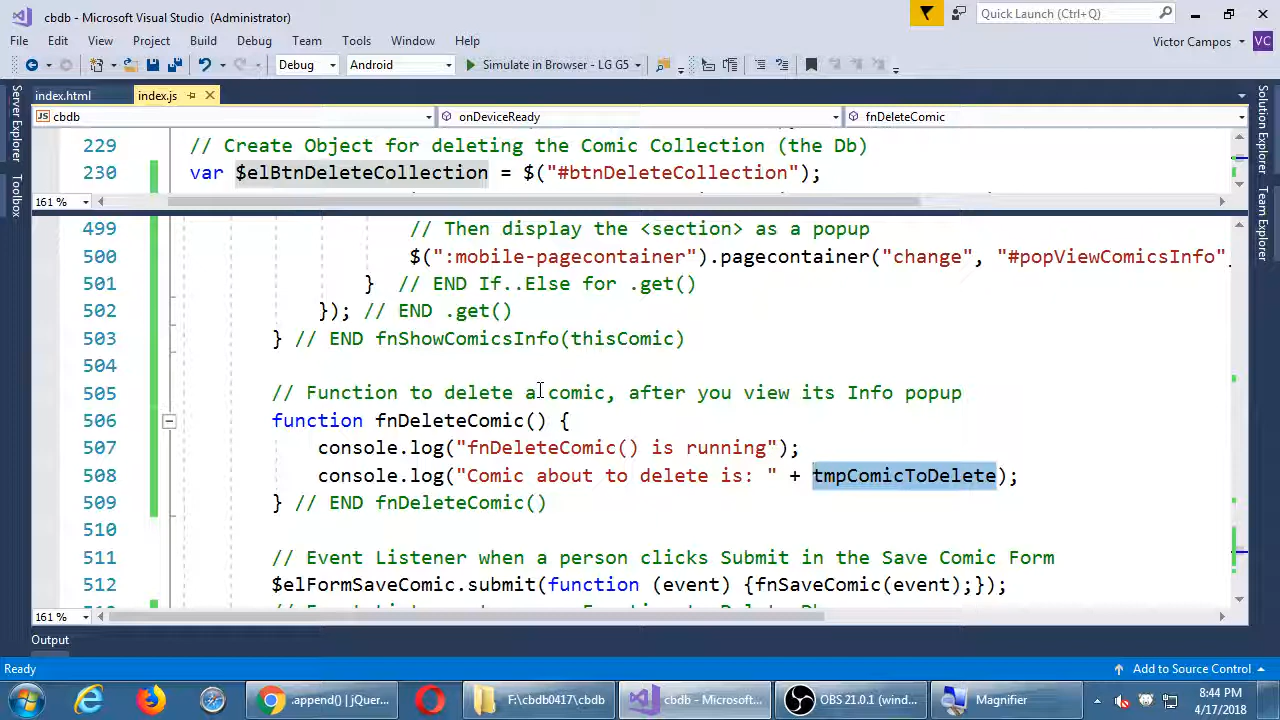 cbdb - Microsoft Visual Studio (Administrator)
Quick Launch (Ctrl+Q)
File Edit View Project Build Debug Team Tools Window Help
Victor Campos VC
Debug Android Simulate in Browser - LG G5
Server Explorer
Toolbox
Solution Explorer
Team Explorer
index.html index.js
cbdb onDeviceReady fnDeleteComic
229 // Create Object for deleting the Comic Collection (the Db)
230 var $elBtnDeleteCollection = $("#btnDeleteCollection");
161 %
499 // Then display the <section> as a popup
500 $(":mobile-pagecontainer").pagecontainer("change", "#popViewComicsInfo"
501 } // END If..Else for .get()
502 }); // END .get()
503 } // END fnShowComicsInfo(thisComic)
504
505 // Function to delete a comic, after you view its Info popup
506 function fnDeleteComic() {
507 console.log("fnDeleteComic() is running");
508 console.log("Comic about to delete is: " + tmpComicToDelete);
509 } // END fnDeleteComic()
510
511 // Event Listener when a person clicks Submit in the Save Comic Form
512 $elFormSaveComic.submit(function (event) {fnSaveComic(event);});
161 %
Output
Ready
Add to Source Control
.append() | jQuer...
F:\cbdb0417\cbdb
cbdb - Microsoft...
OBS 21.0.1 (wind...
Magnifier
8:44 PM
4/17/2018